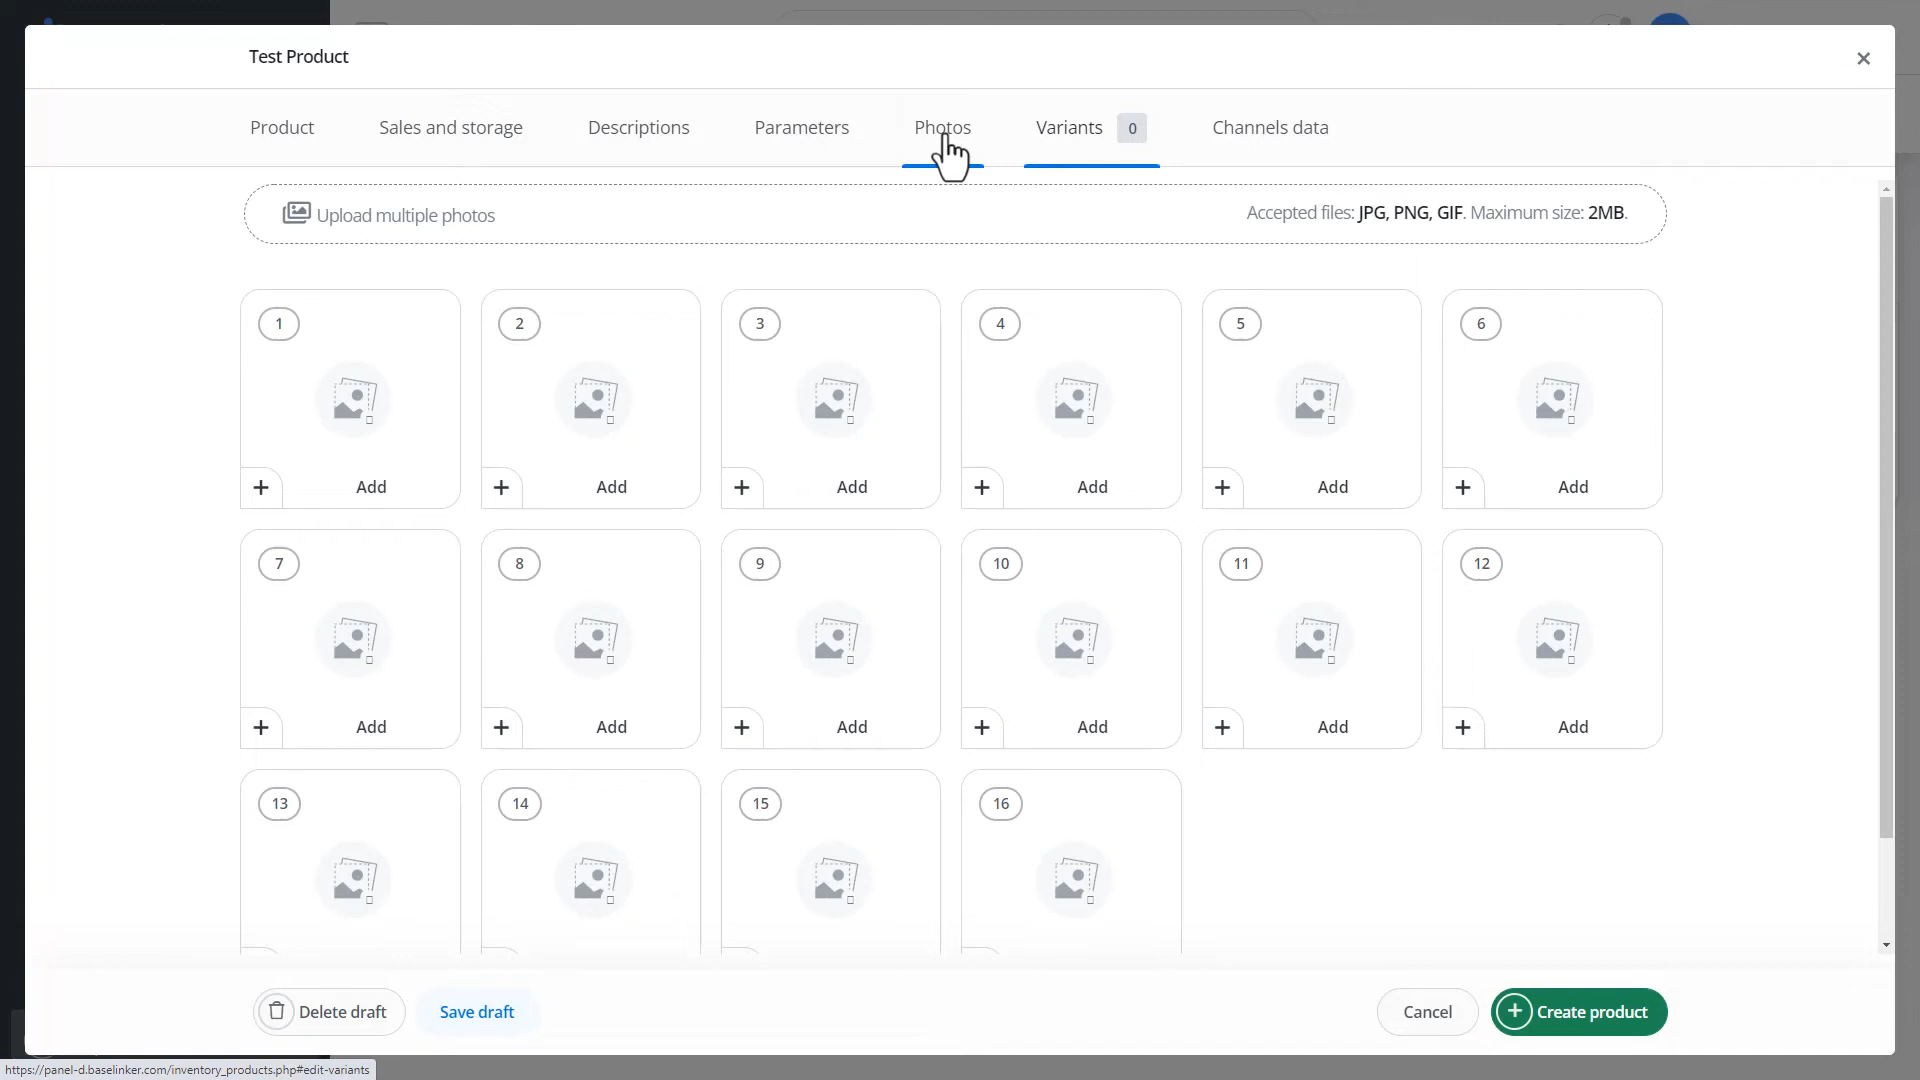 Test Product
Product
Sales and storage
Descriptions
Parameters
Photos
Variants 0
Channels data
Upload multiple photos
Accepted files: JPG, PNG, GIF. Maximum size: 2MB.
1
2
3
4
5
6
Add
Add
Add
Add
Add
Add
7
8
9
10
11
12
Add
Add
Add
Add
Add
Add
13
14
15
16
Delete draft
Save draft
Cancel
Create product
https://panel-d.baselinker.com/inventory_products.php#edit-variants